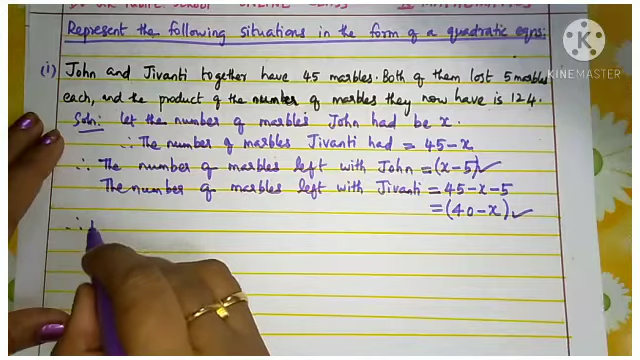 ONLINE CLASS
MATHEMATICS
Represent the following situations in the form of a quadratic eqns:
(i) John and Jivanti together have 45 marbles. Both of them lost 5 marbles
each, and the product of the number of marbles they now have is 124.
Soln: let the number of marbles John had be x.
∴ The number of marbles Jivanti had = 45-x
∴ The number of marbles left with John = (x-5)✓
The number of marbles left with Jivanti = 45-x-5
= (40-x)✓
∴
KINEMASTER